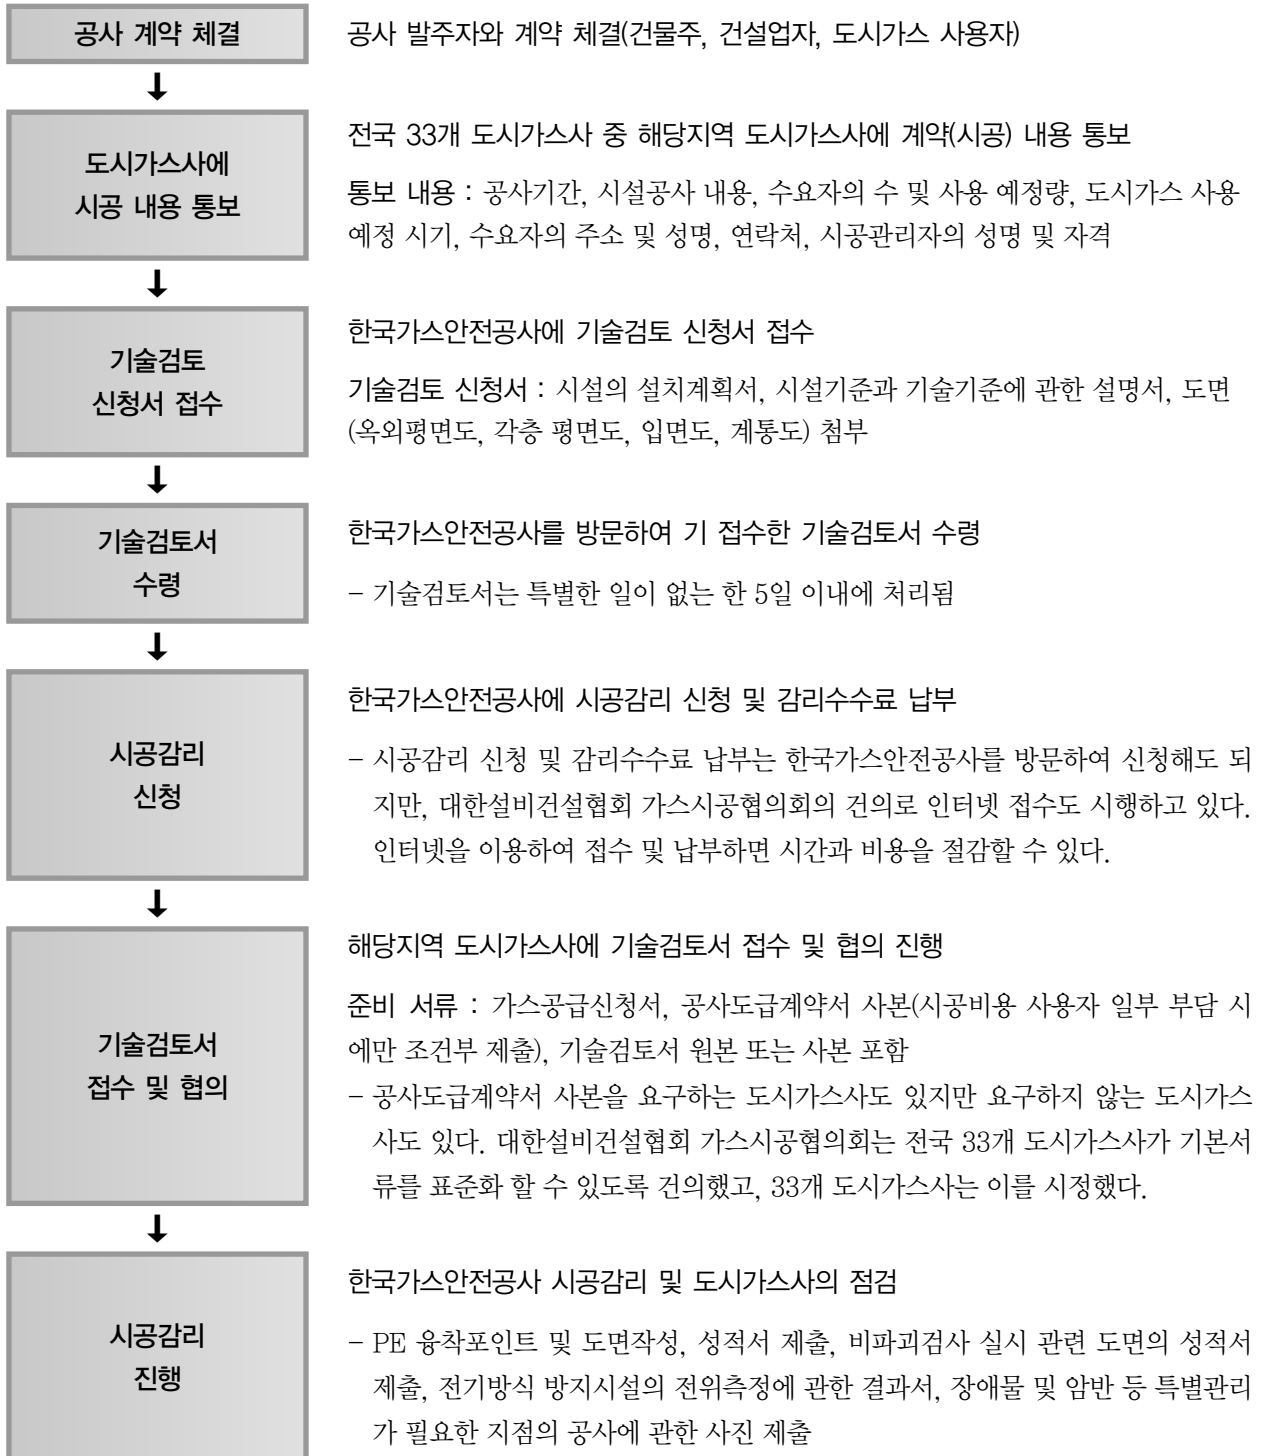 공사 계약 체결
공사 발주자와 계약 체결(건물주, 건설업자, 도시가스 사용자)
도시가스사에
시공 내용 통보
전국 33개 도시가스사 중 해당지역 도시가스사에 계약(시공) 내용 통보
통보 내용 : 공사기간, 시설공사 내용, 수요자의 수 및 사용 예정량, 도시가스 사용
예정 시기, 수요자의 주소 및 성명, 연락처, 시공관리자의 성명 및 자격
기술검토
신청서 접수
한국가스안전공사에 기술검토 신청서 접수
기술검토 신청서 : 시설의 설치계획서, 시설기준과 기술기준에 관한 설명서, 도면
(옥외평면도, 각층 평면도, 입면도, 계통도) 첨부
기술검토서
수령
한국가스안전공사를 방문하여 기 접수한 기술검토서 수령
- 기술검토서는 특별한 일이 없는 한 5일 이내에 처리됨
시공감리
신청
한국가스안전공사에 시공감리 신청 및 감리수수료 납부
- 시공감리 신청 및 감리수수료 납부는 한국가스안전공사를 방문하여 신청해도 되
지만, 대한설비건설협회 가스시공협의회의 건의로 인터넷 접수도 시행하고 있다.
인터넷을 이용하여 접수 및 납부하면 시간과 비용을 절감할 수 있다.
기술검토서
접수 및 협의
해당지역 도시가스사에 기술검토서 접수 및 협의 진행
준비 서류 : 가스공급신청서, 공사도급계약서 사본(시공비용 사용자 일부 부담 시
에만 조건부 제출), 기술검토서 원본 또는 사본 포함
- 공사도급계약서 사본을 요구하는 도시가스사도 있지만 요구하지 않는 도시가스
사도 있다. 대한설비건설협회 가스시공협의회는 전국 33개 도시가스사가 기본서
류를 표준화 할 수 있도록 건의했고, 33개 도시가스사는 이를 시정했다.
시공감리
진행
한국가스안전공사 시공감리 및 도시가스사의 점검
- PE 융착포인트 및 도면작성, 성적서 제출, 비파괴검사 실시 관련 도면의 성적서
제출, 전기방식 방지시설의 전위측정에 관한 결과서, 장애물 및 암반 등 특별관리
가 필요한 지점의 공사에 관한 사진 제출